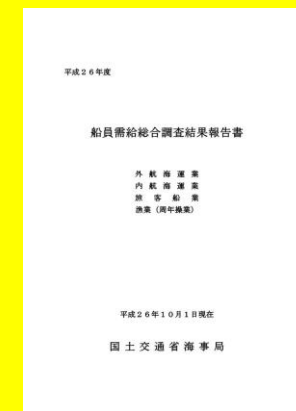 平成26年度
船員需給総合調査結果報告書
外航海運業
内航海運業
旅客船業
漁業（周年操業）
平成26年10月1日現在
国土交通省海事局